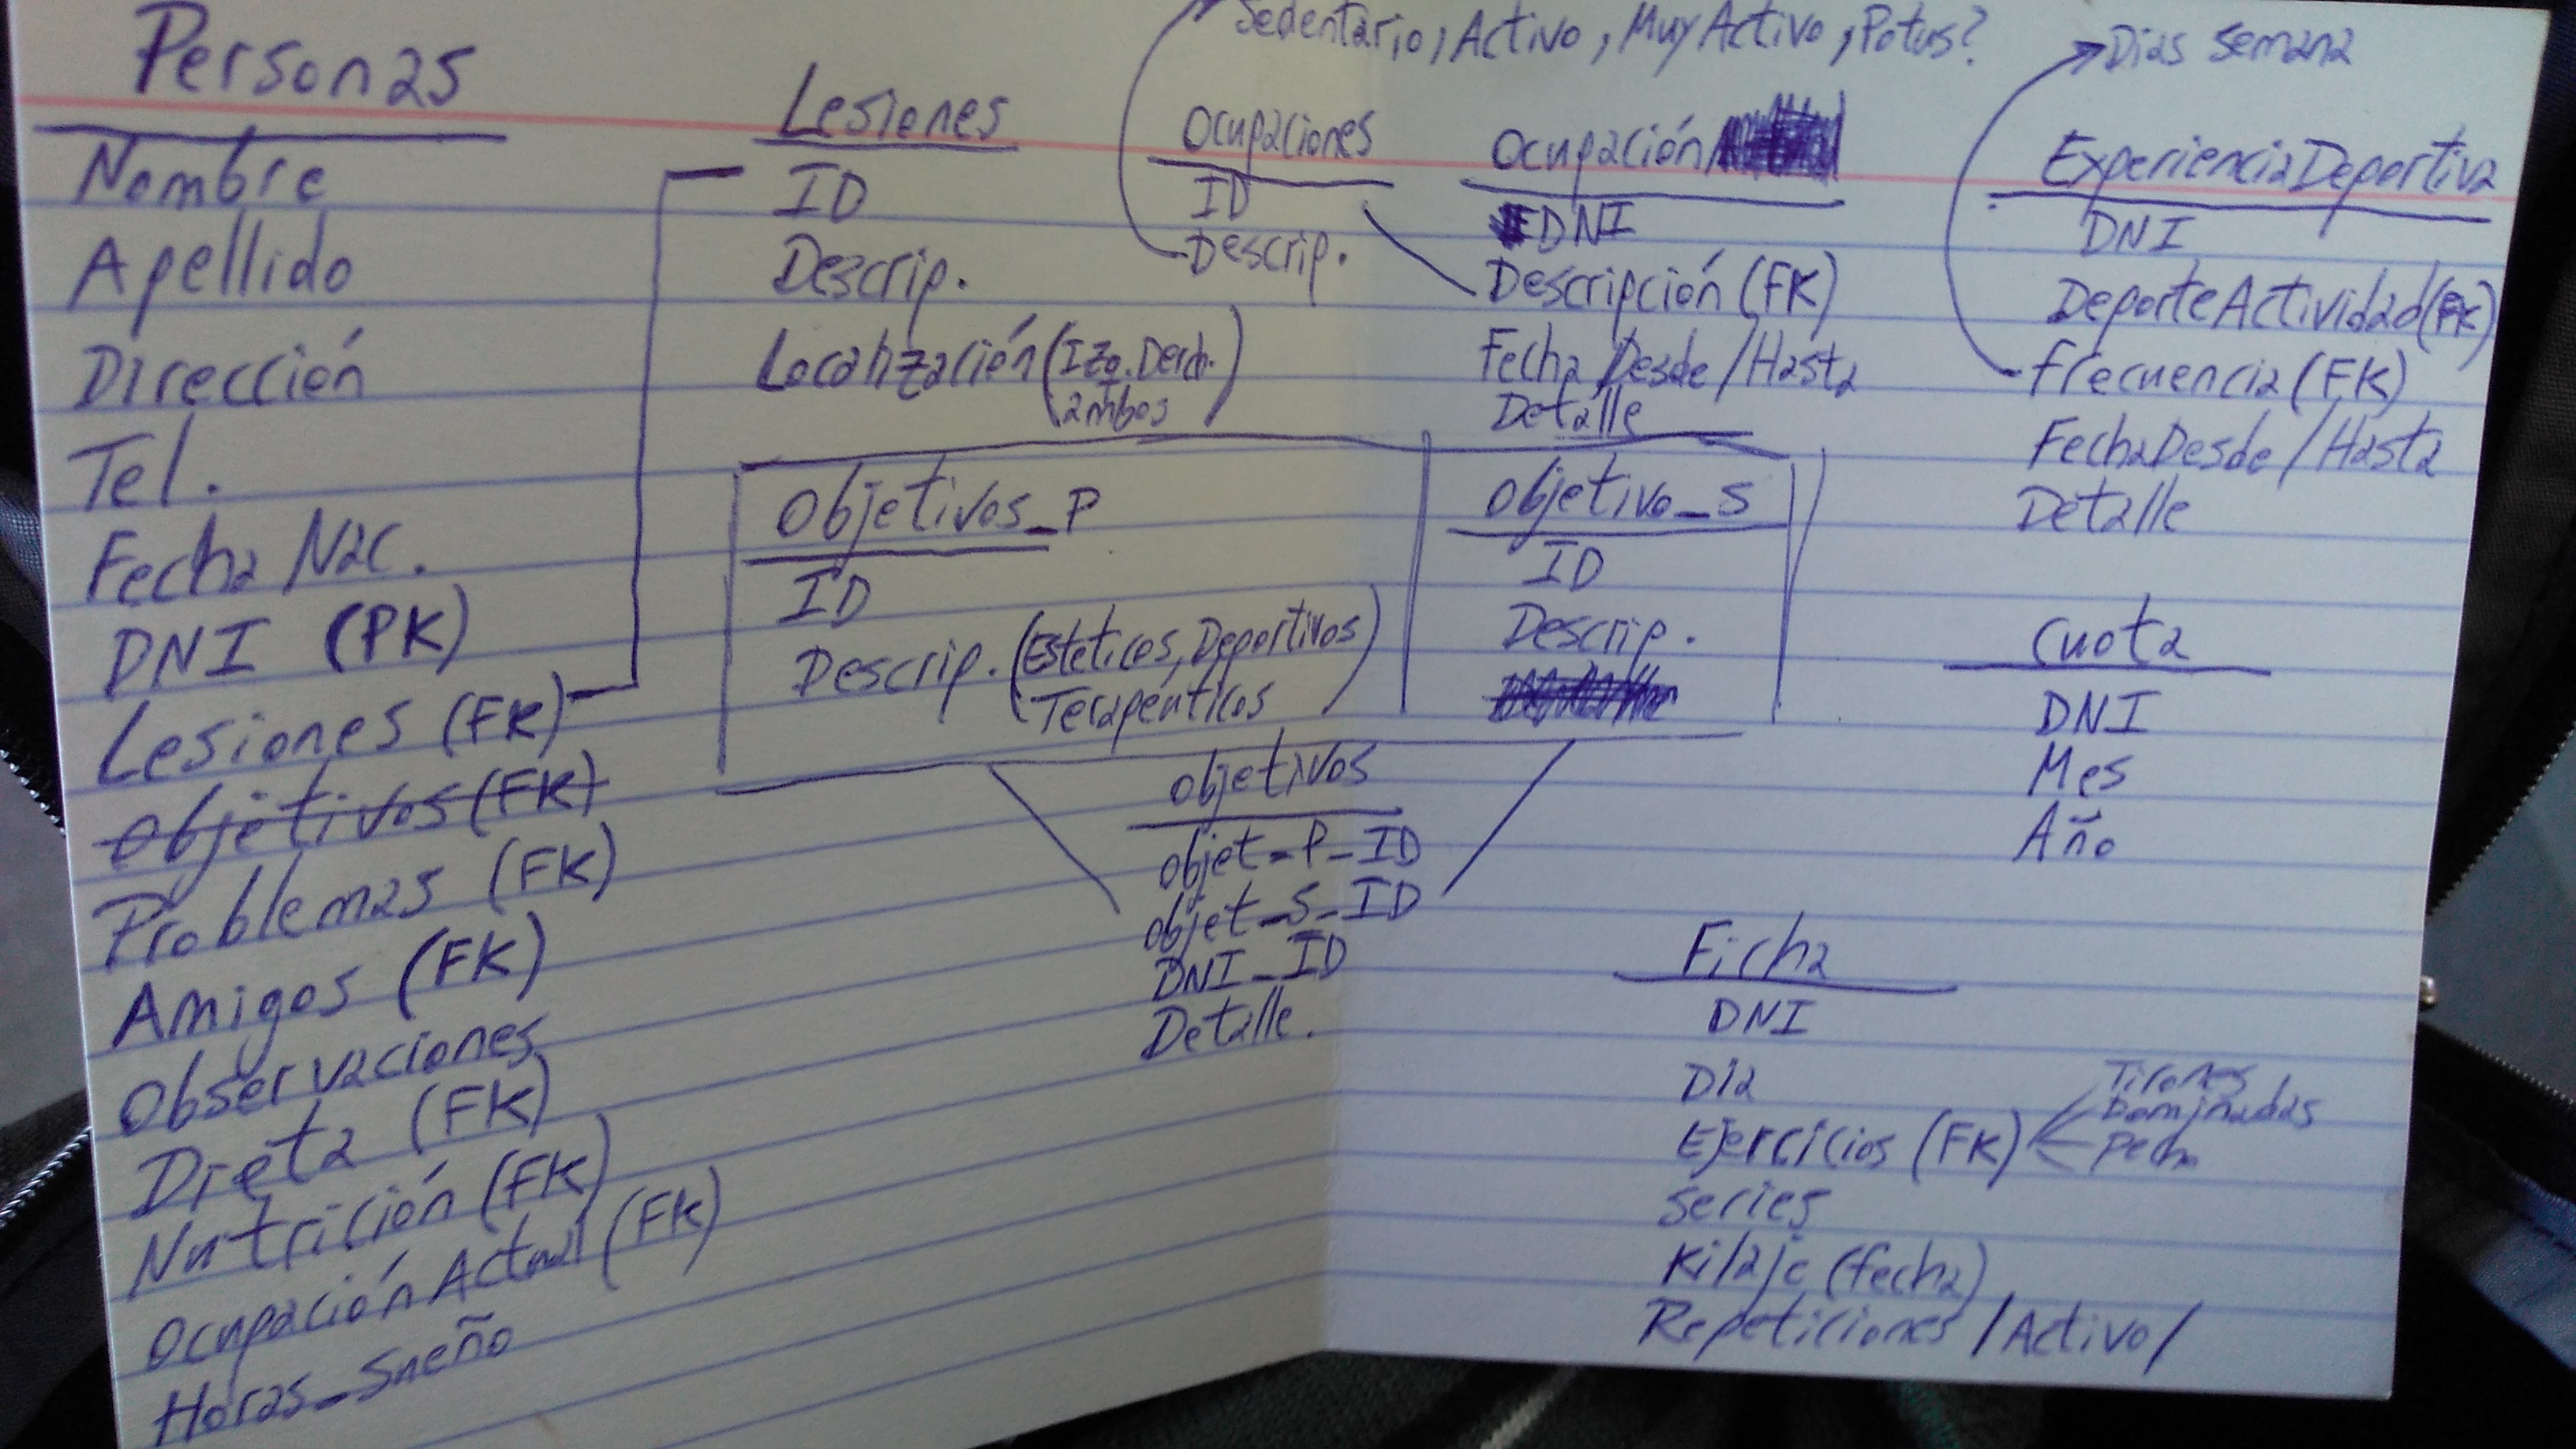 Personas
Nombre
Apellido
Dirección
Tel.
Fecha Nac.
DNI (PK)
Lesiones (FK)
Objetivos (FK)
Problemas (FK)
Amigos (FK)
Observaciones
Dieta (FK)
Nutrición (FK)
Ocupación Actual (FK)
Horas_Sueño
Lesiones
ID
Descrip.
Localización (Izq. Derch.
ambos)
Sedentario, Activo, Muy Activo, Potus?
Ocupaciones
ID
Descrip.
Ocupación
DNI
Descripción (FK)
Fecha Desde/Hasta
Detalle
Dias semana
ExperienciaDeportiva
DNI
DeporteActividad (FK)
frecuencia (FK)
FechaDesde/Hasta
Detalle
Objetivos_P
ID
Descrip. (Estéticos, Deportivos
Terapéuticos)
Objetivo_S
ID
Descrip.
Objetivos
objet_P_ID
objet_S_ID
DNI_ID
Detalle.
Cuota
DNI
Mes
Año
Ficha
DNI
Dia
Ejercicios (FK)
Tirones
Dominadas
Pecho
Series
Kilaje (fecha)
Repeticiones /Activo/